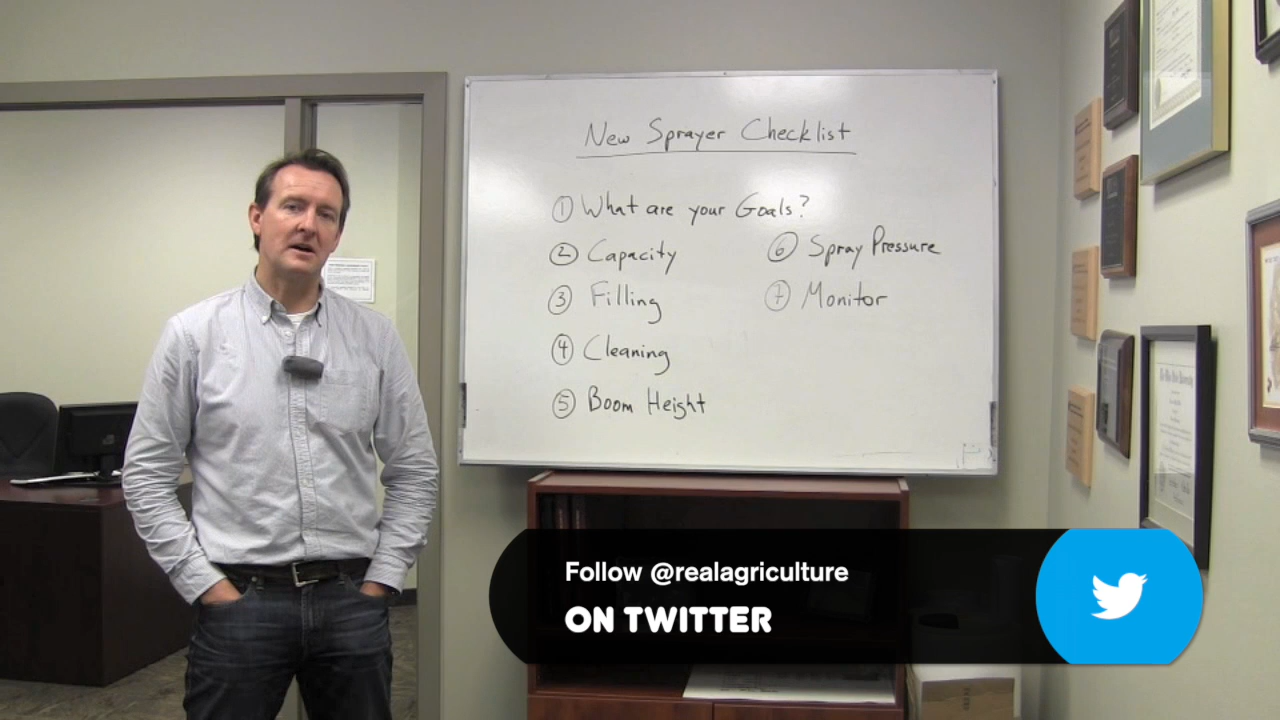 New Sprayer Checklist
① What are your Goals?
② Capacity
③ Filling
④ Cleaning
⑤ Boom Height
⑥ Spray Pressure
⑦ Monitor
Follow @realagriculture
ON TWITTER